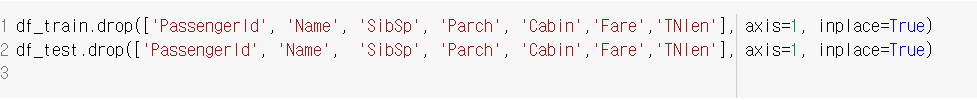 1 df_train.drop(['PassengerId', 'Name', 'SibSp', 'Parch', 'Cabin','Fare','TNlen'], axis=1, inplace=True)
2 df_test.drop(['PassengerId', 'Name', 'SibSp', 'Parch', 'Cabin','Fare','TNlen'], axis=1, inplace=True)
3